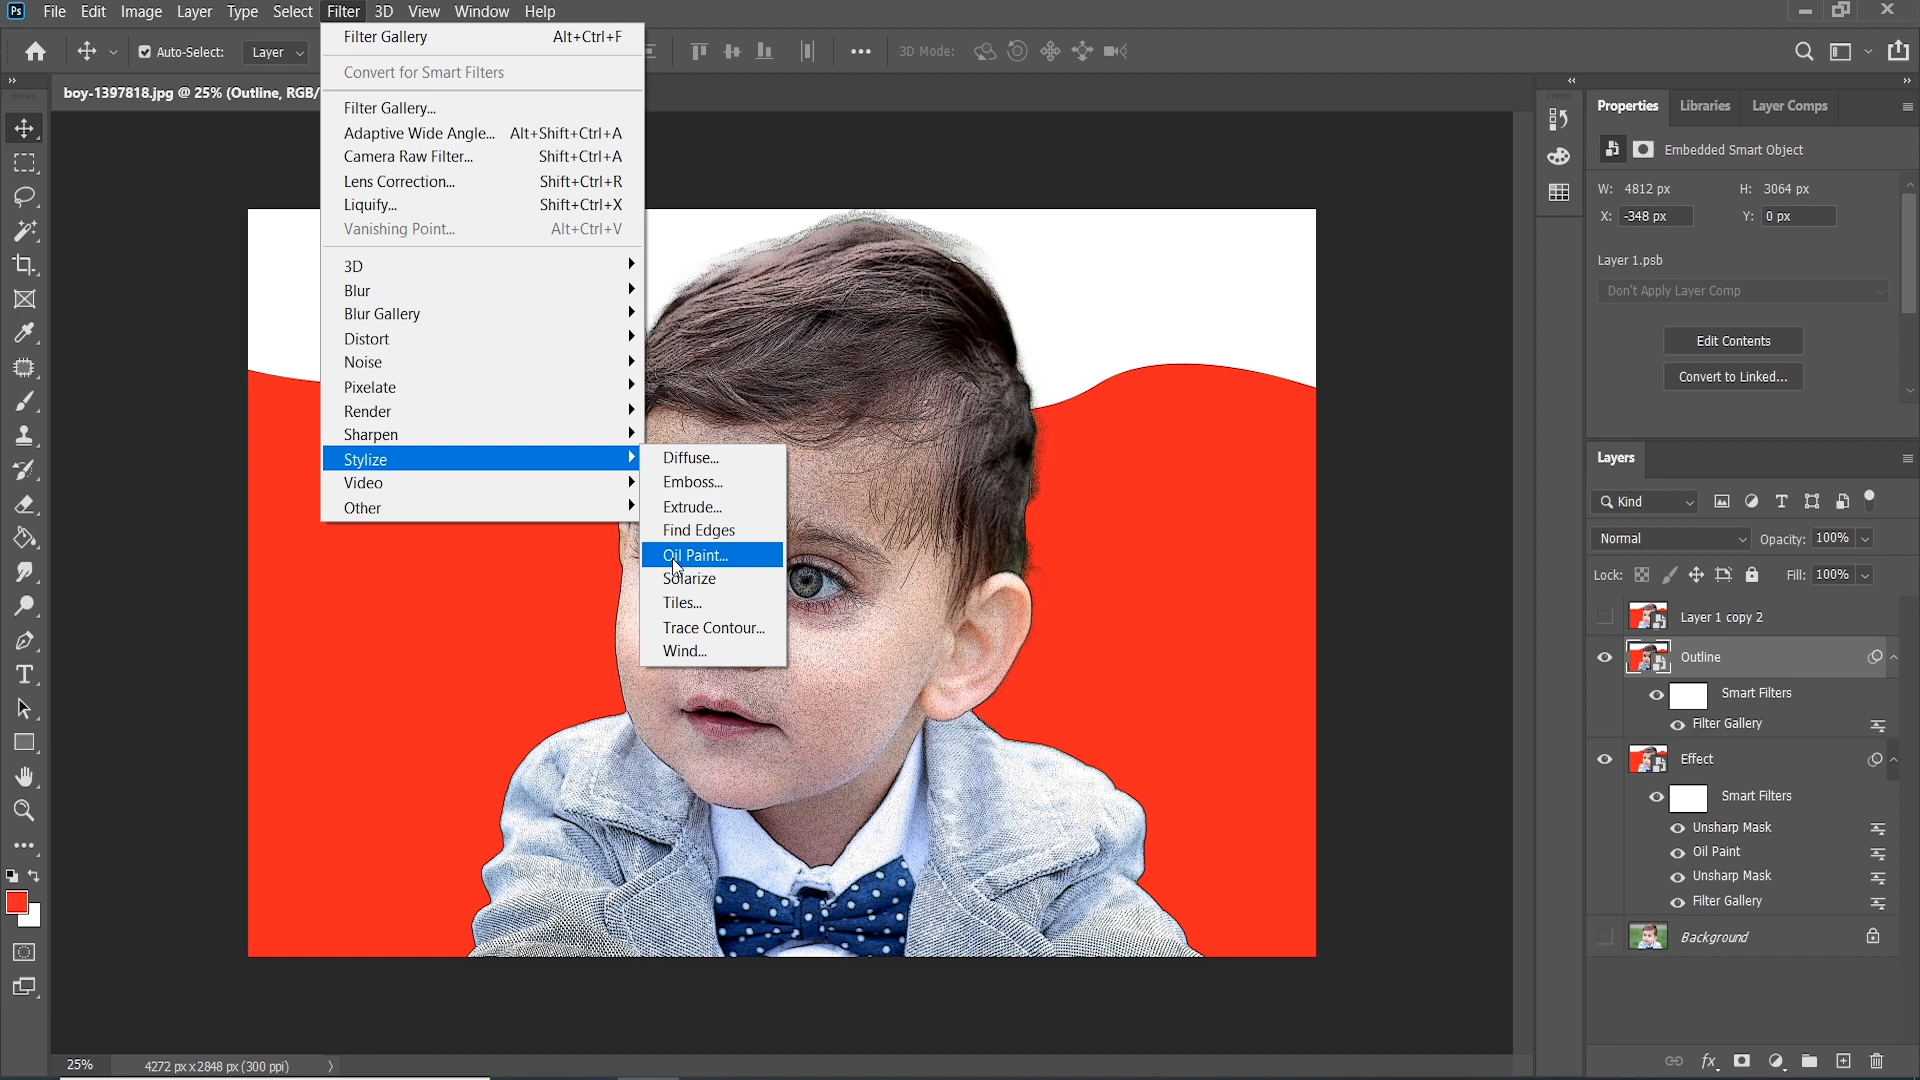 Ps File Edit Image Layer Type Select Filter 3D View Window Help
Auto-Select: Layer 3D Mode:
boy-1397818.jpg @ 25% (Outline, RGB/
Filter Gallery Alt+Ctrl+F
Convert for Smart Filters
Filter Gallery...
Adaptive Wide Angle... Alt+Shift+Ctrl+A
Camera Raw Filter... Shift+Ctrl+A
Lens Correction... Shift+Ctrl+R
Liquify... Shift+Ctrl+X
Vanishing Point... Alt+Ctrl+V
3D
Blur
Blur Gallery
Distort
Noise
Pixelate
Render
Sharpen
Stylize
Video
Other
Diffuse...
Emboss...
Extrude...
Find Edges
Oil Paint...
Solarize
Tiles...
Trace Contour...
Wind...
Properties Libraries Layer Comps
Embedded Smart Object
W: 4812 px H: 3064 px
X: -348 px Y: 0 px
Layer 1.psb
Don't Apply Layer Comp
Edit Contents
Convert to Linked...
Layers
Kind
Normal Opacity: 100%
Lock: Fill: 100%
Layer 1 copy 2
Outline
Smart Filters
Filter Gallery
Effect
Smart Filters
Unsharp Mask
Oil Paint
Unsharp Mask
Filter Gallery
Background
25% 4272 px x 2848 px (300 ppi)